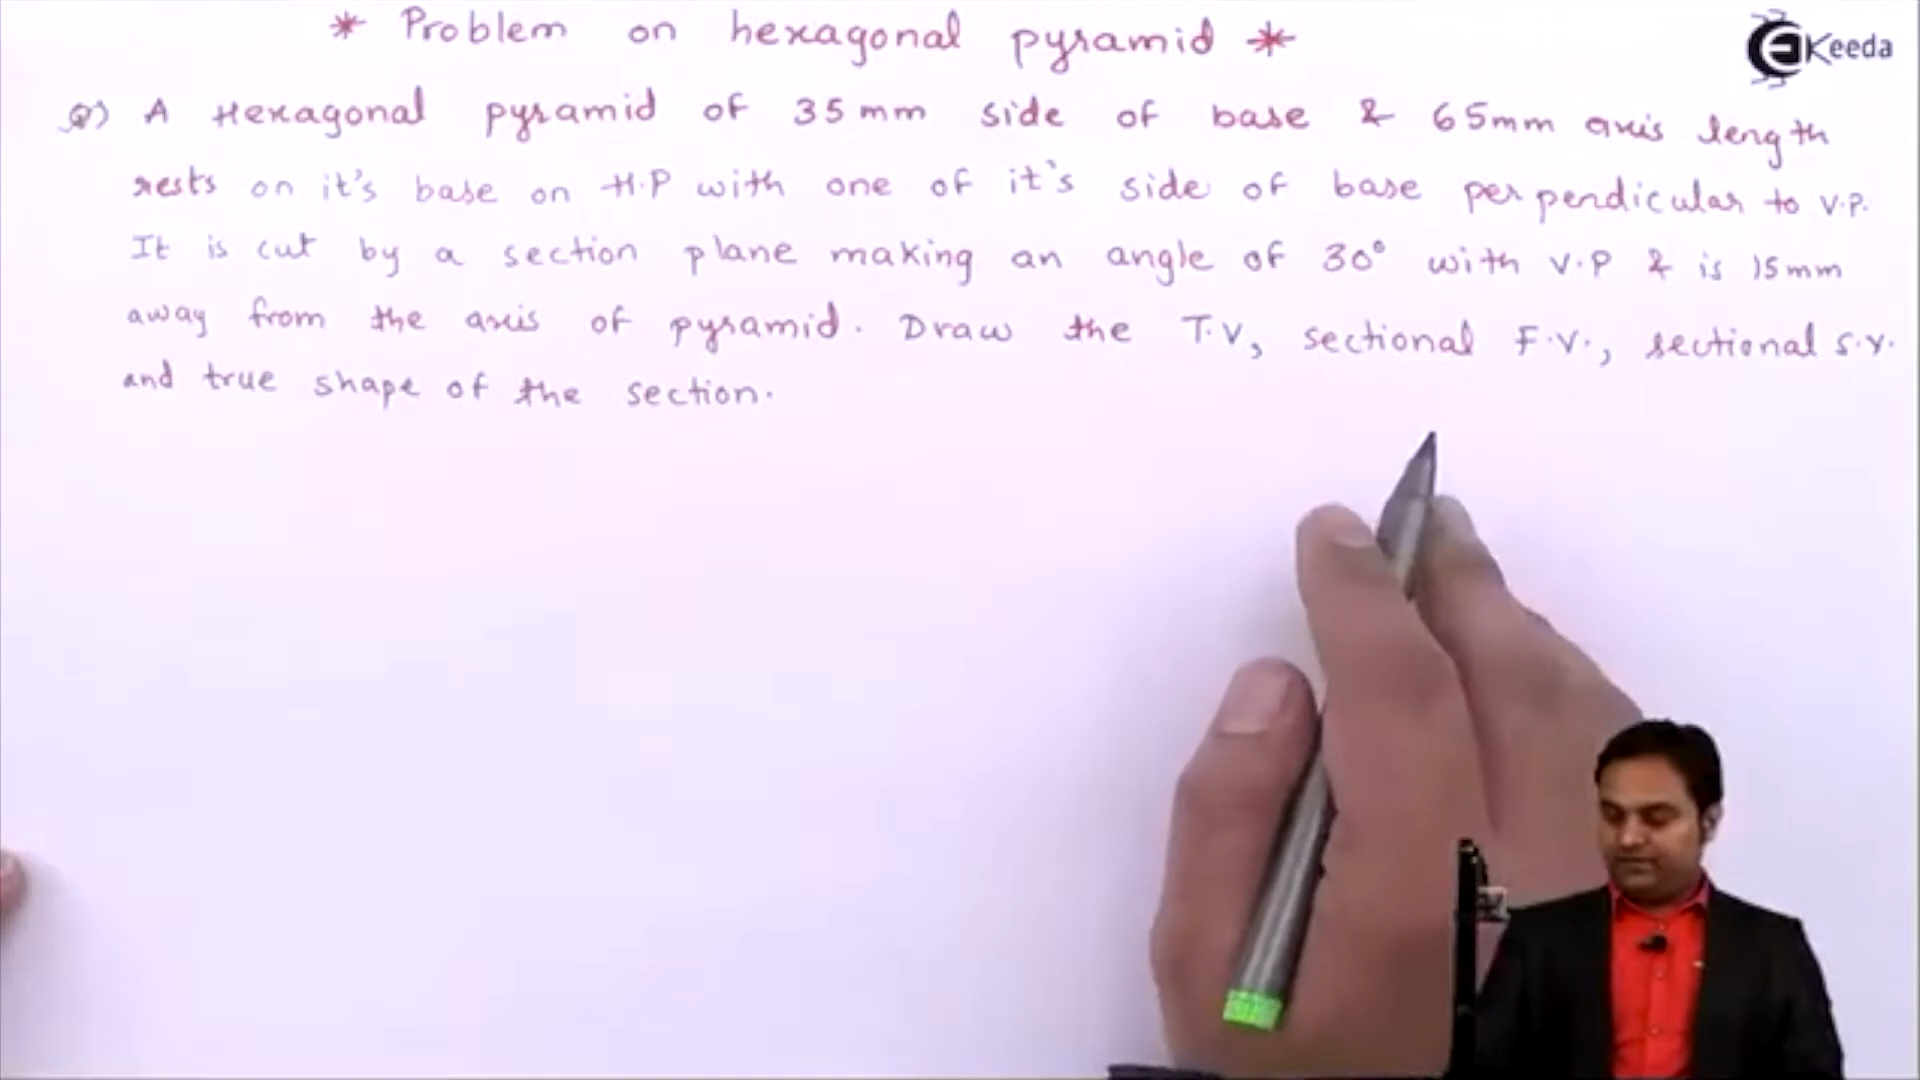 * Problem on hexagonal pyramid *
EKeeda
Q) A Hexagonal pyramid of 35mm side of base & 65mm axis length
rests on it's base on H.P with one of it's side of base perpendicular to V.P.
It is cut by a section plane making an angle of 30° with V.P & is 15mm
away from the axis of pyramid. Draw the T.V, sectional F.V., sectional S.V.
and true shape of the section.